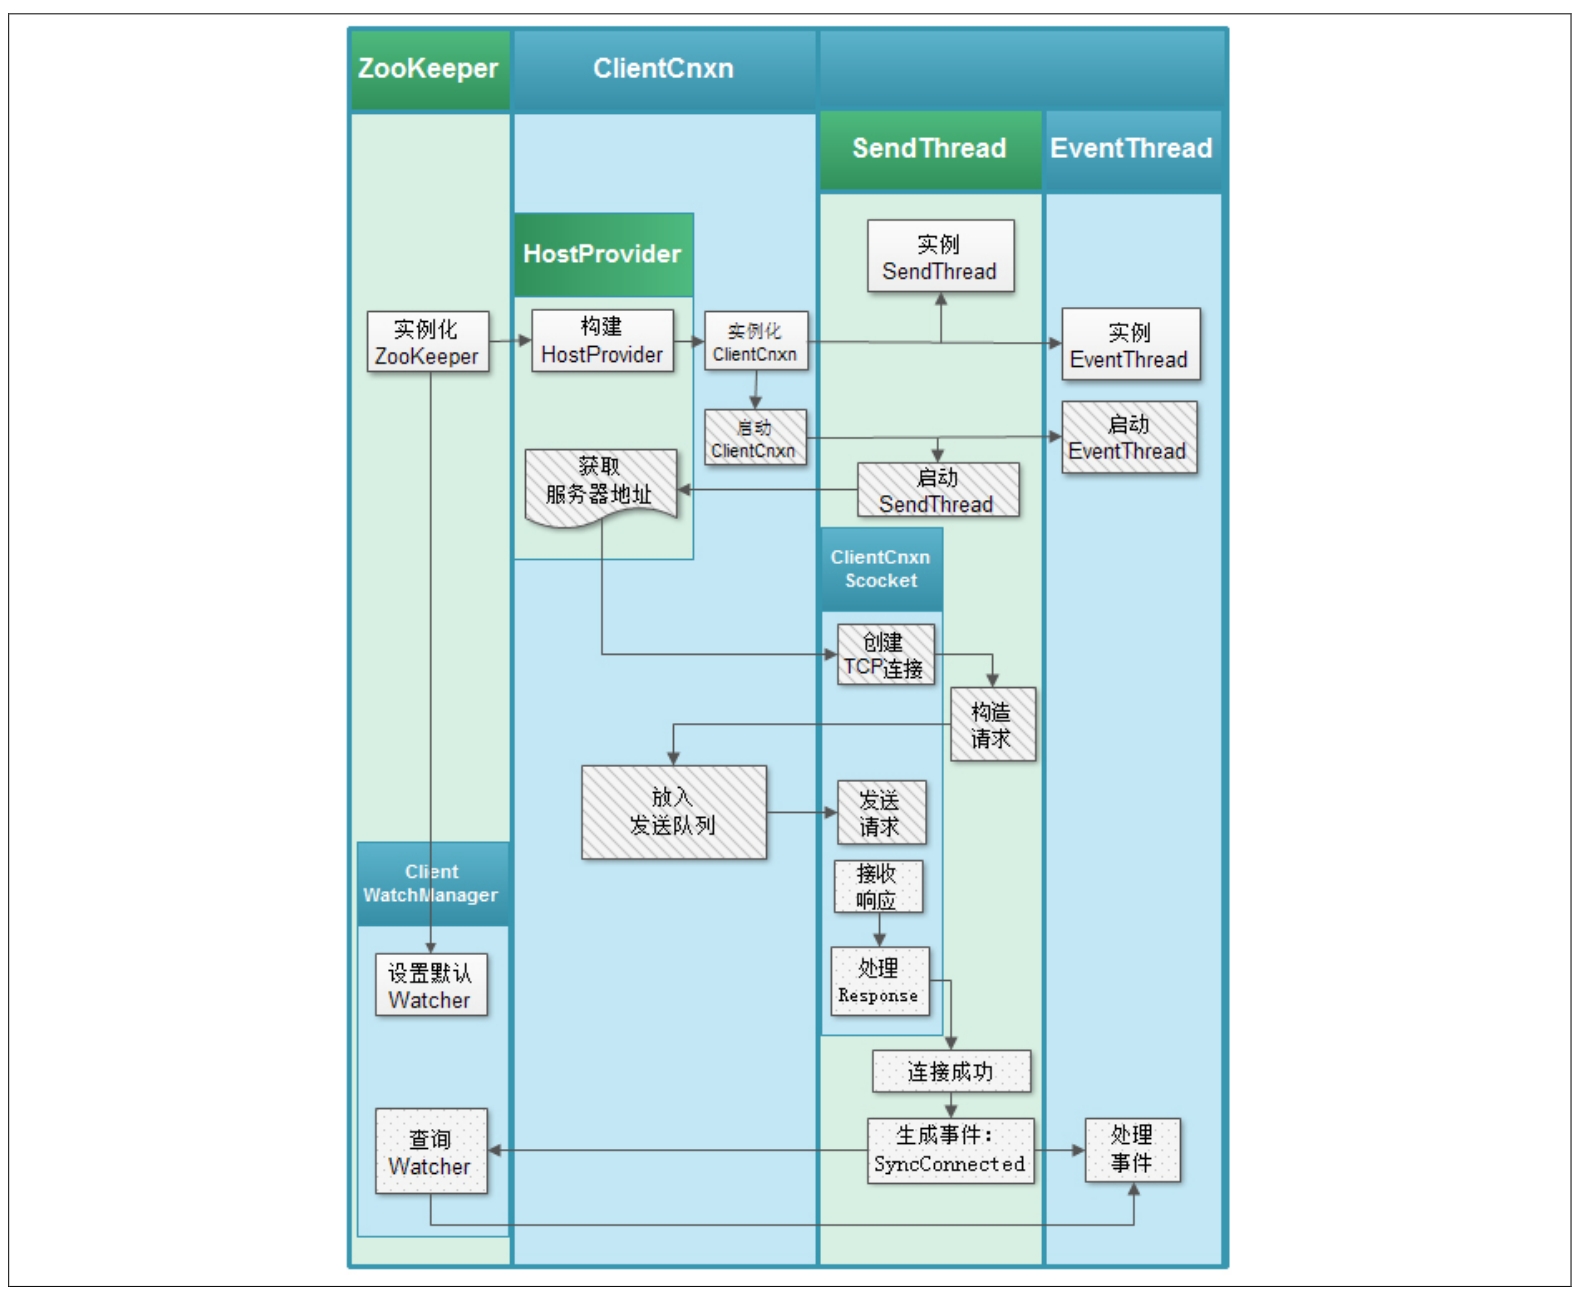 ZooKeeper
ClientCnxn
SendThread
EventThread
HostProvider
实例
SendThread
实例化
ZooKeeper
构建
HostProvider
实例化
ClientCnxn
实例
EventThread
启动
ClientCnxn
启动
EventThread
获取
服务器地址
启动
SendThread
ClientCnxn
Scocket
创建
TCP连接
构造
请求
放入
发送队列
发送
请求
Client
WatchManager
接收
响应
设置默认
Watcher
处理
Response
连接成功
查询
Watcher
生成事件：
SyncConnected
处理
事件